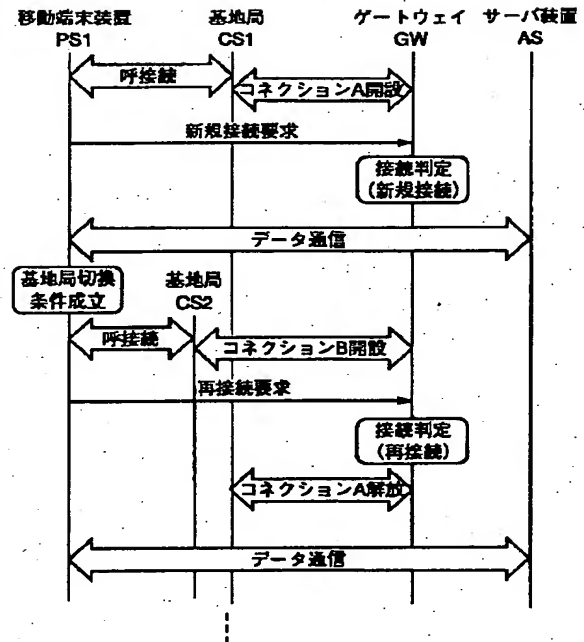 移動端末装置 基地局 ゲートウェイ サーバ装置
PS1 CS1 GW AS
呼接続
コネクションA開設
新規接続要求
接続判定
(新規接続)
データ通信
基地局切換
条件成立
基地局
CS2
呼接続
コネクションB開設
再接続要求
接続判定
(再接続)
コネクションA解放
データ通信